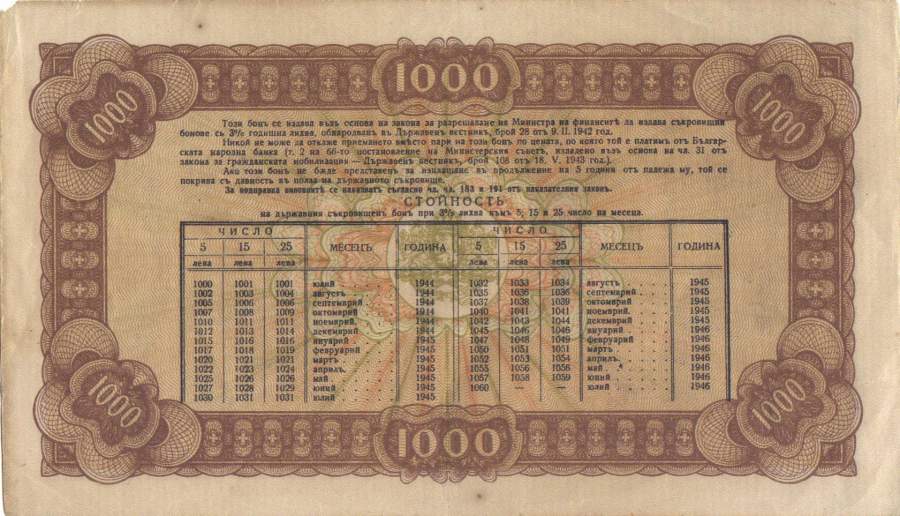 1000
1000 1000
Този бонъ се издава възъ основа на закона за разрешаване на Министра на финанситѣ да издава съкровищни
бонове съ 3% годишна лихва, обнародванъ въ Държавенъ вестникъ, брой 28 отъ 9. II. 1942 год.
Никой не може да откаже приемането вмѣсто пари на този бонъ по цената, по която той е платимъ отъ Българ-
ската народна банка (т. 2 на 66-то постановление на Министерския съветъ, издадено възъ основа на чл. 31 отъ
закона за гражданската мобилизация — Държавенъ вестникъ, брой 108 отъ 18. V. 1943 год.).
Ако този бонъ не бѫде представенъ за изплащане въ продължение на 5 години отъ падежа му, той се
покрива съ давность въ полза на държавното съкровище.
За подправка виновнитѣ се наказватъ съгласно чл. чл. 183 и 191 отъ наказателния законъ.
СТОЙНОСТЬ
на държавния съкровищенъ бонъ при 3% лихва къмъ 5; 15 и 25 число на месеца.
ЧИСЛО ЧИСЛО
5 15 25 МЕСЕЦЪ ГОДИНА 5 15 25 МЕСЕЦЪ ГОДИНА
лева лева лева лева лева лева
1000 1001 1001 юлий 1944 1032 1033 1034 августъ 1945
1002 1003 1004 августъ 1944 1035 1036 1036 септемврий 1945
1005 1006 1006 септемврий 1944 1037 1038 1039 октомврий 1945
1007 1008 1009 октомврий 1944 1040 1041 1041 ноемврий 1945
1010 1011 1011 ноемврий 1944 1042 1043 1044 декемврий 1945
1012 1013 1014 декемврий 1944 1045 1046 1046 януарий 1946
1015 1016 1016 януарий 1945 1047 1048 1049 февруарий 1946
1017 1018 1019 февруарий 1945 1050 1051 1051 мартъ 1946
1020 1021 1021 мартъ 1945 1052 1053 1054 априлъ 1946
1022 1023 1024 априлъ 1945 1055 1056 1056 май 1946
1025 1026 1026 май 1945 1057 1058 1059 юний 1946
1027 1028 1029 юний 1945 1060 — — юлий 1946
1030 1031 1031 юлий 1945
1000 1000
1000